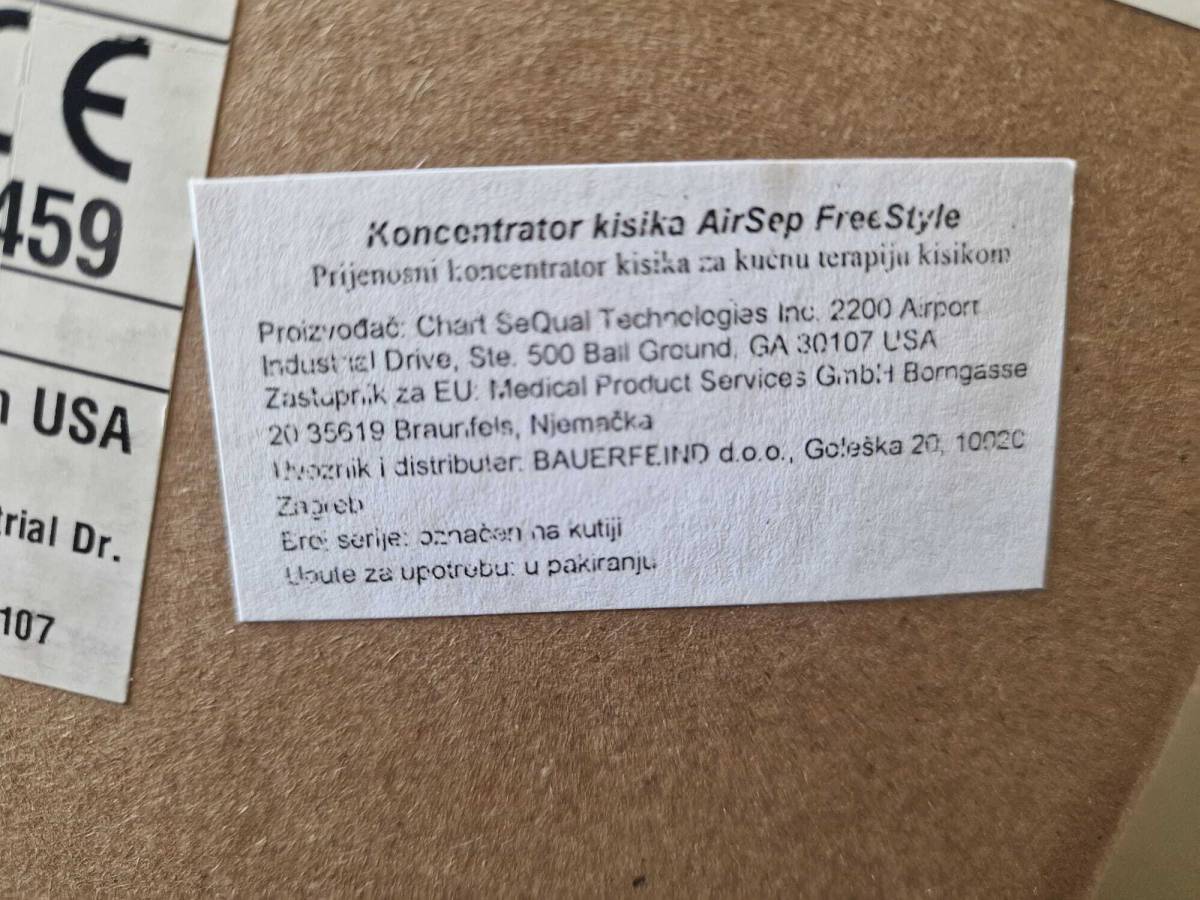 CE
459
USA
rial Dr.
107
Koncentrator kisika AirSep FreeStyle
Prijenosni koncentrator kisika za kućnu terapiju kisikom
Proizvođač: Chart SeQual Technologies Inc. 2200 Airport
Industrial Drive, Ste. 500 Ball Ground, GA 30107 USA
Zastupnik za EU: Medical Product Services GmbH Borngasse
20 35619 Braunfels, Njemačka
Uvoznik i distributer: BAUERFEIND d.o.o., Goleška 20, 10020
Zagreb
Broj serije: označen na kutiji
Upute za upotrebu: u pakiranju